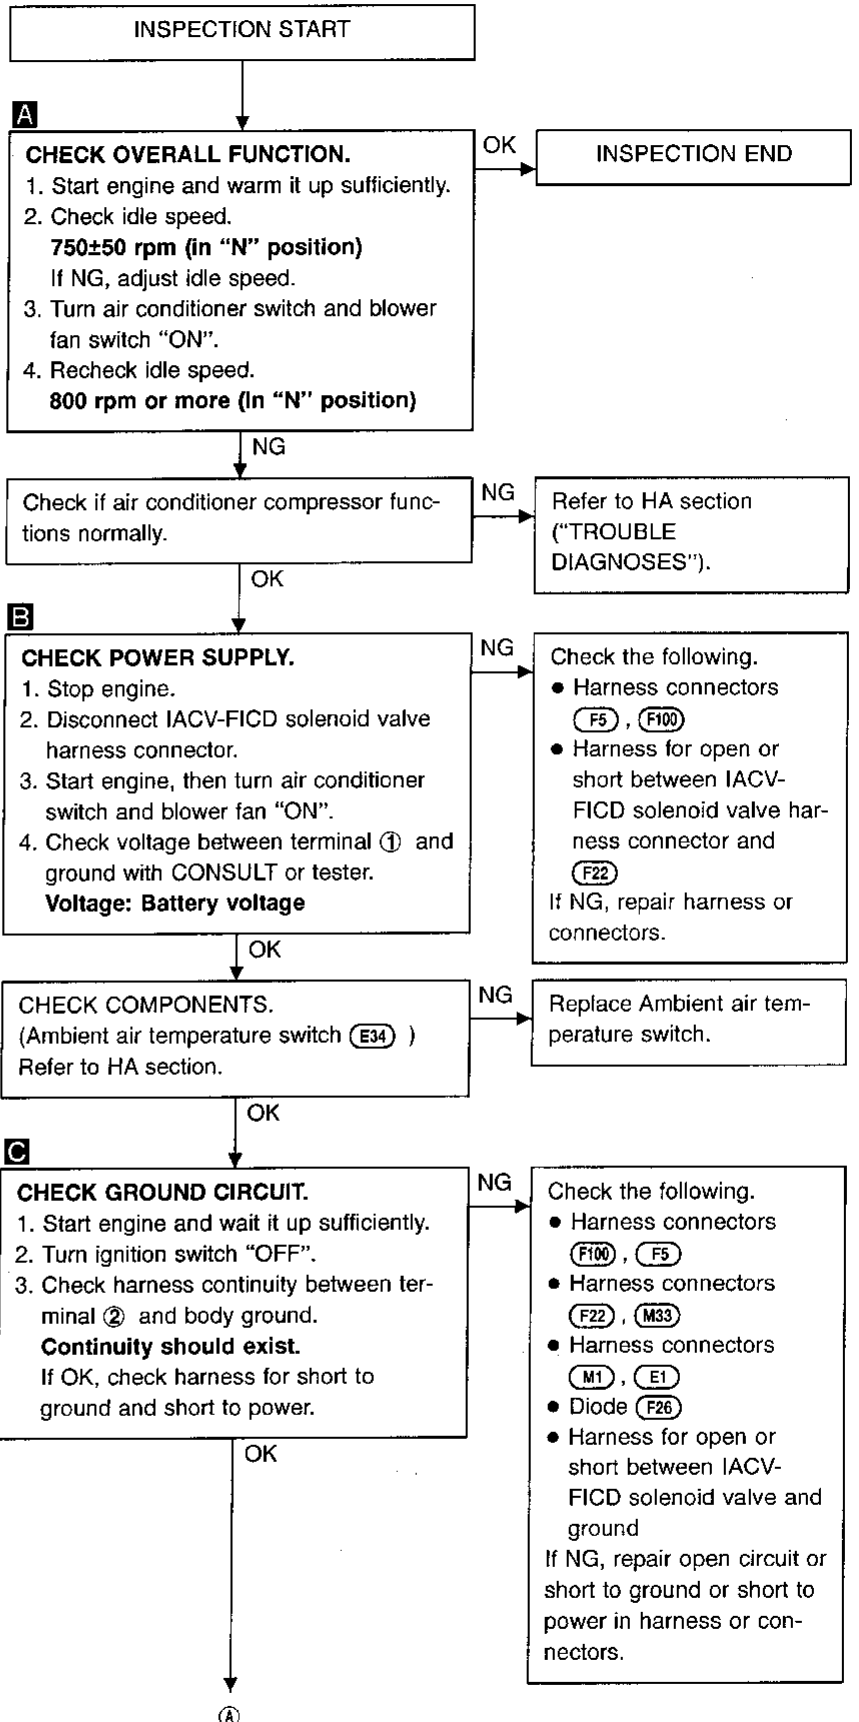 INSPECTION START
A
CHECK OVERALL FUNCTION.
1. Start engine and warm it up sufficiently.
2. Check idle speed.
750±50 rpm (in “N” position)
If NG, adjust idle speed.
3. Turn air conditioner switch and blower
fan switch “ON”.
4. Recheck idle speed.
800 rpm or more (in “N” position)
OK
INSPECTION END
NG
Check if air conditioner compressor func-
tions normally.
NG
Refer to HA section
(“TROUBLE
DIAGNOSES”).
OK
B
CHECK POWER SUPPLY.
1. Stop engine.
2. Disconnect IACV-FICD solenoid valve
harness connector.
3. Start engine, then turn air conditioner
switch and blower fan “ON”.
4. Check voltage between terminal ① and
ground with CONSULT or tester.
Voltage: Battery voltage
NG
Check the following.
● Harness connectors
F5 , F100
● Harness for open or
short between IACV-
FICD solenoid valve har-
ness connector and
F22
If NG, repair harness or
connectors.
OK
CHECK COMPONENTS.
(Ambient air temperature switch E34 )
Refer to HA section.
NG
Replace Ambient air tem-
perature switch.
OK
C
CHECK GROUND CIRCUIT.
1. Start engine and wait it up sufficiently.
2. Turn ignition switch “OFF”.
3. Check harness continuity between ter-
minal ② and body ground.
Continuity should exist.
If OK, check harness for short to
ground and short to power.
NG
Check the following.
● Harness connectors
F100 , F5
● Harness connectors
F22 , M33
● Harness connectors
M1 , E1
● Diode F26
● Harness for open or
short between IACV-
FICD solenoid valve and
ground
If NG, repair open circuit or
short to ground or short to
power in harness or con-
nectors.
OK
Ⓐ